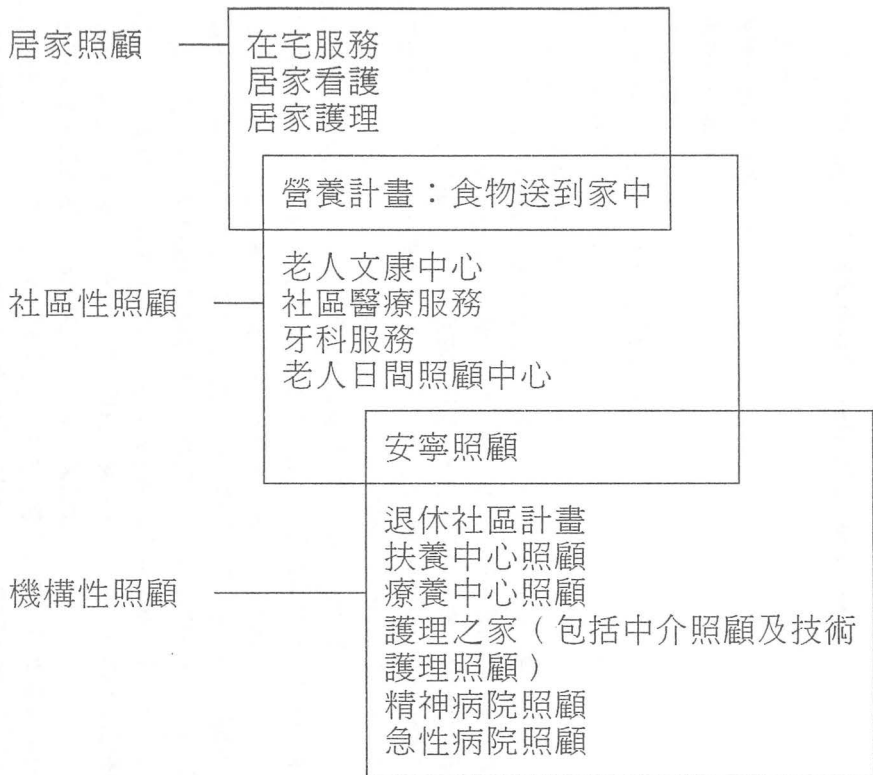 居家照顧
在宅服務
居家看護
居家護理
營養計畫：食物送到家中
社區性照顧
老人文康中心
社區醫療服務
牙科服務
老人日間照顧中心
安寧照顧
機構性照顧
退休社區計畫
扶養中心照顧
療養中心照顧
護理之家（包括中介照顧及技術
護理照顧）
精神病院照顧
急性病院照顧